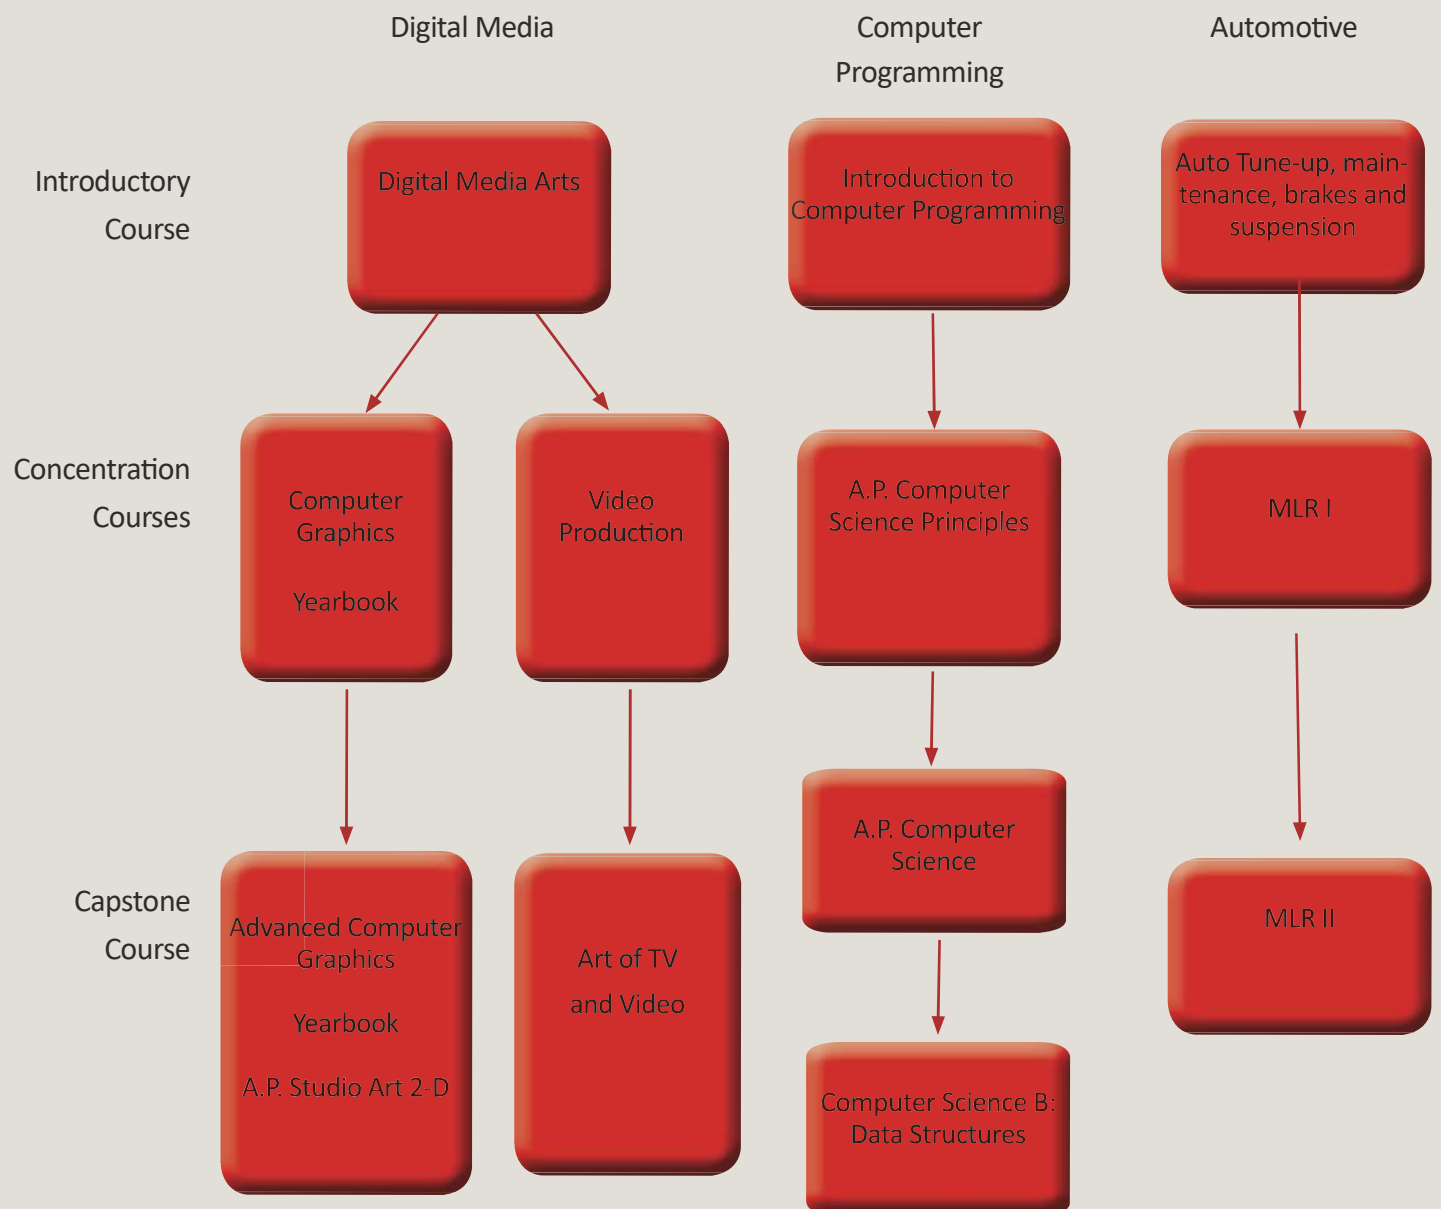 Digital Media
Computer
Programming
Automotive
Introductory
Course
Digital Media Arts
Introduction to
Computer Programming
Auto Tune-up, main-
tenance, brakes and
suspension
Concentration
Courses
Computer
Graphics
Yearbook
Video
Production
A.P. Computer
Science Principles
MLR I
Capstone
Course
Advanced Computer
Graphics
Yearbook
A.P. Studio Art 2-D
Art of TV
and Video
A.P. Computer
Science
MLR II
Computer Science B:
Data Structures